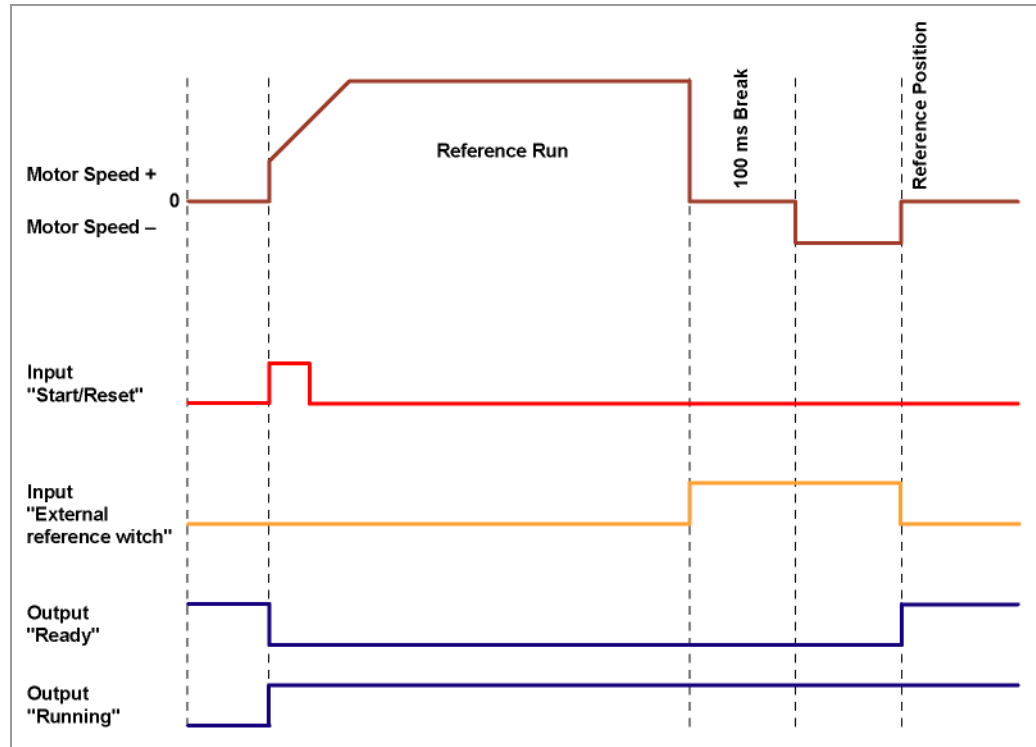 Reference Run
100 ms Break
Reference Position
Motor Speed +
0
Motor Speed –
Input
"Start/Reset"
Input
"External
reference witch"
Output
"Ready"
Output
"Running"